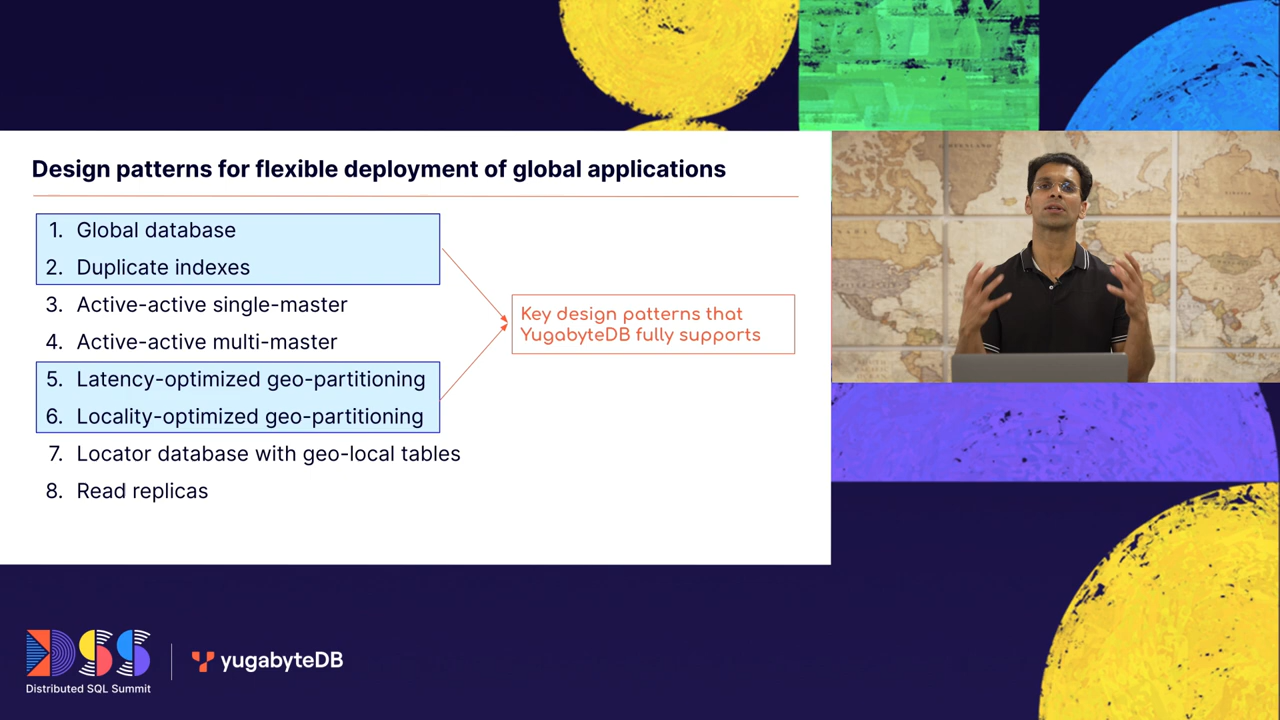 Design patterns for flexible deployment of global applications
1. Global database
2. Duplicate indexes
3. Active-active single-master
4. Active-active multi-master
5. Latency-optimized geo-partitioning
6. Locality-optimized geo-partitioning
7. Locator database with geo-local tables
8. Read replicas
Key design patterns that
YugabyteDB fully supports
DSS
Distributed SQL Summit
yugabyteDB